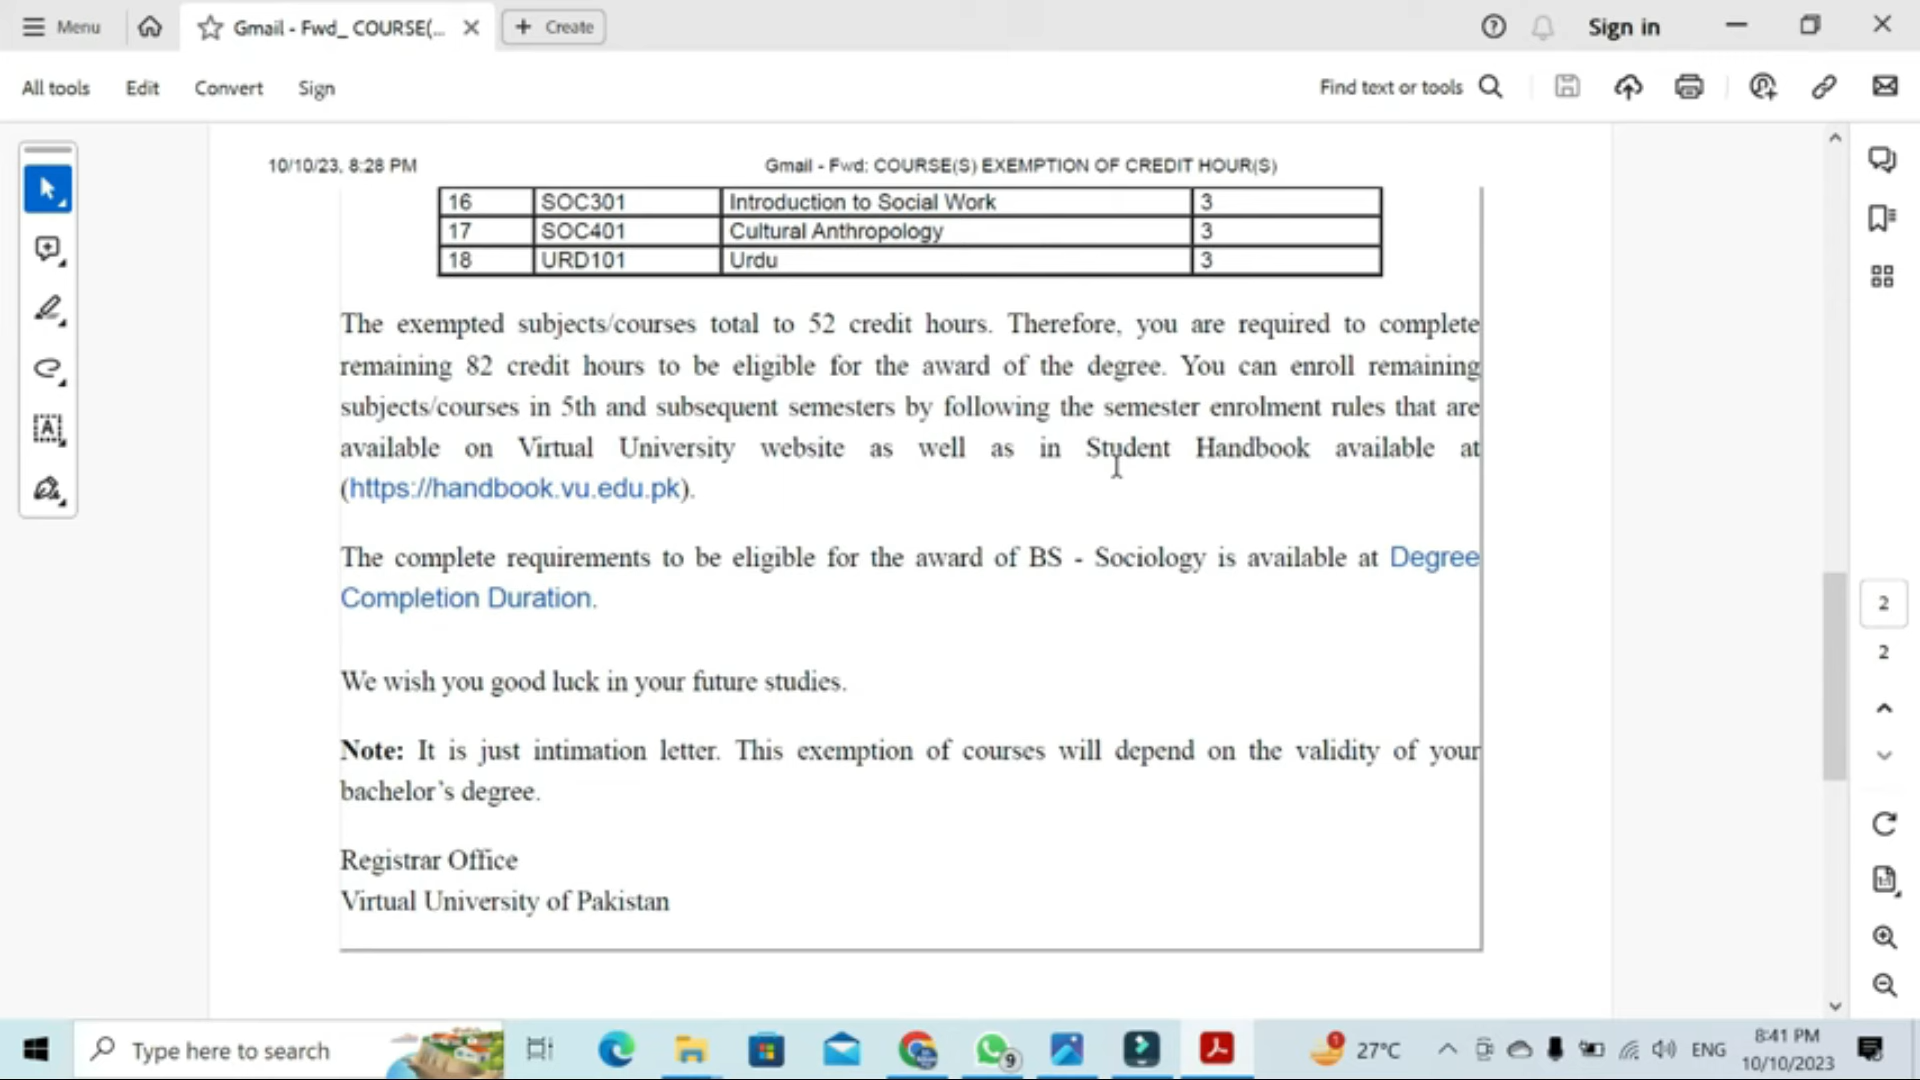 Menu
Gmail - Fwd_ COURSE(...
Create
Sign in
All tools
Edit
Convert
Sign
Find text or tools
10/10/23, 8:28 PM
Gmail - Fwd: COURSE(S) EXEMPTION OF CREDIT HOUR(S)
16 SOC301 Introduction to Social Work 3
17 SOC401 Cultural Anthropology 3
18 URD101 Urdu 3
The exempted subjects/courses total to 52 credit hours. Therefore, you are required to complete
remaining 82 credit hours to be eligible for the award of the degree. You can enroll remaining
subjects/courses in 5th and subsequent semesters by following the semester enrolment rules that are
available on Virtual University website as well as in Student Handbook available at
(https://handbook.vu.edu.pk).
The complete requirements to be eligible for the award of BS - Sociology is available at Degree
Completion Duration.
We wish you good luck in your future studies.
Note: It is just intimation letter. This exemption of courses will depend on the validity of your
bachelor's degree.
Registrar Office
Virtual University of Pakistan
2
2
Type here to search
9
1
27°C
ENG
8:41 PM
10/10/2023